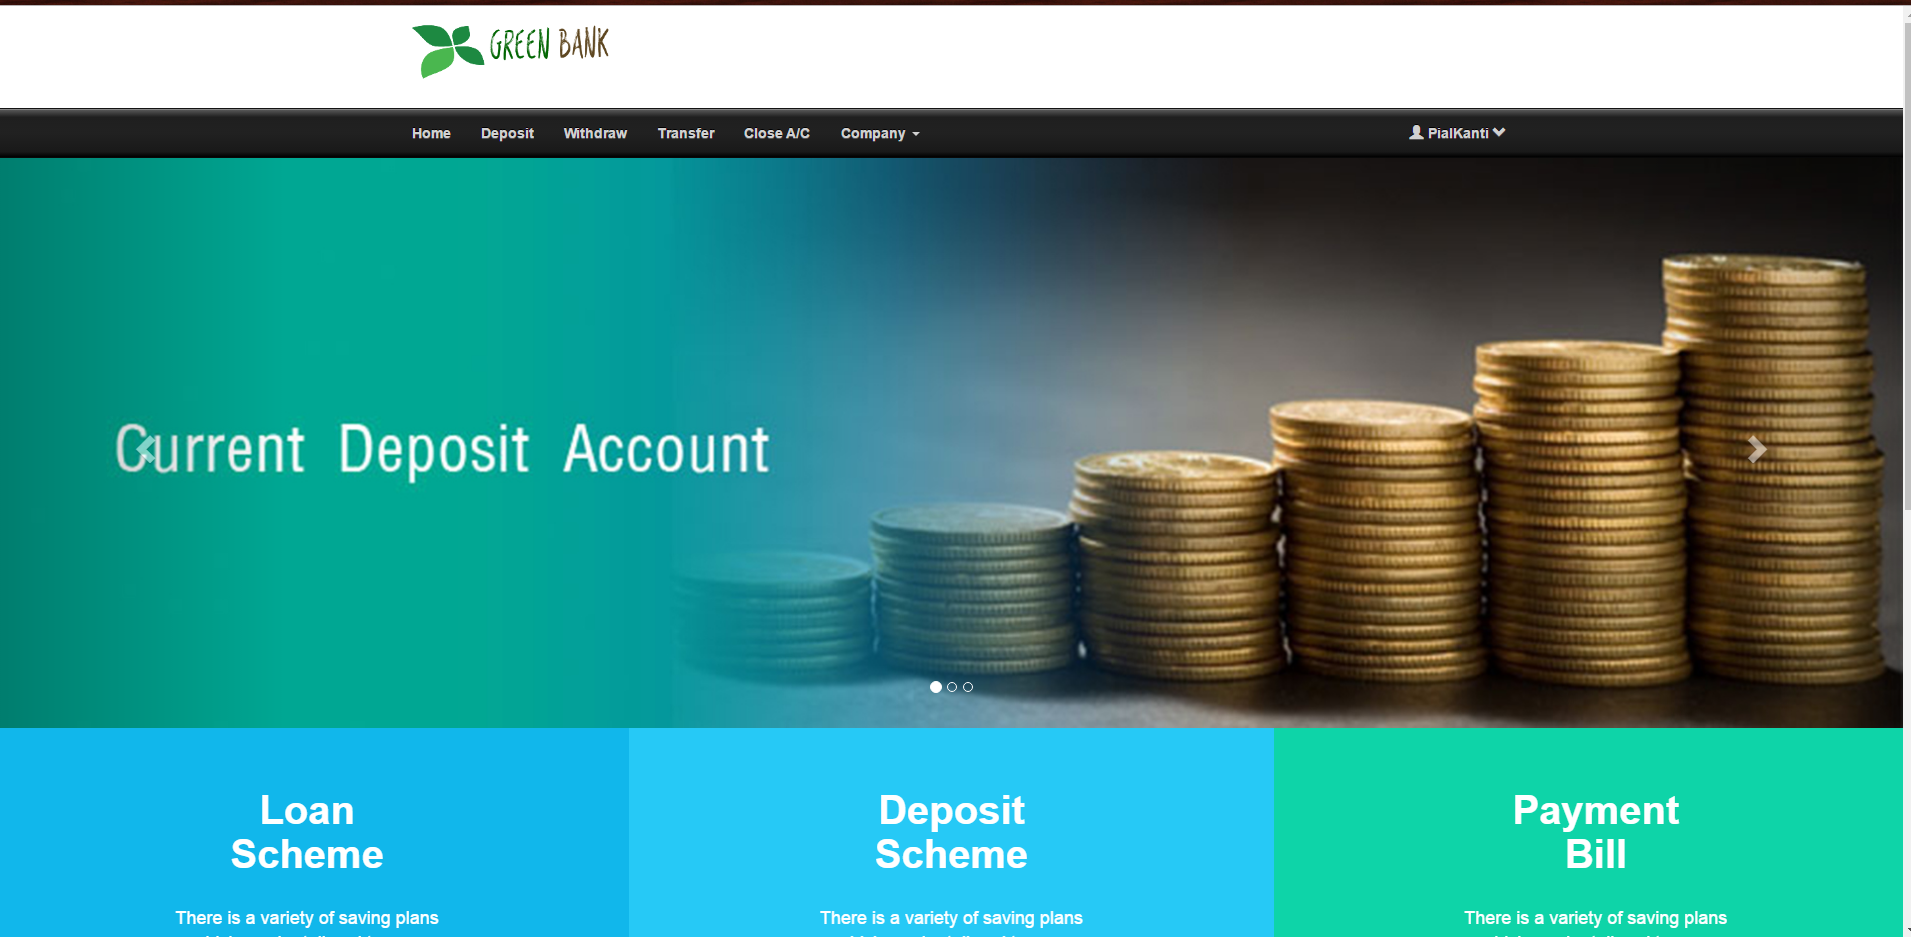 GREEN BANK
Home Deposit Withdraw Transfer Close A/C Company PialKanti
Current Deposit Account
Loan
Scheme
There is a variety of saving plans
Deposit
Scheme
There is a variety of saving plans
Payment
Bill
There is a variety of saving plans